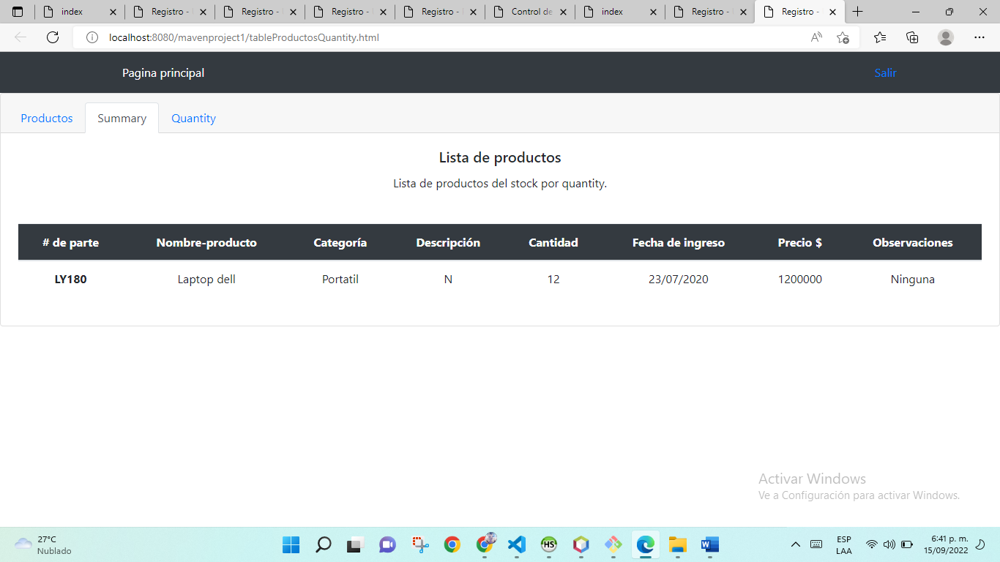 index
Registro -
Registro -
Registro -
Registro -
Control de
index
Registro -
Registro -
localhost:8080/mavenproject1/tableProductosQuantity.html
Pagina principal
Salir
Productos
Summary
Quantity
Lista de productos
Lista de productos del stock por quantity.
# de parte Nombre-producto Categoría Descripción Cantidad Fecha de ingreso Precio $ Observaciones
LY180 Laptop dell Portatil N 12 23/07/2020 1200000 Ninguna
Activar Windows
Ve a Configuración para activar Windows.
27°C
Nublado
HS
W
ESP
LAA
6:41 p. m.
15/09/2022